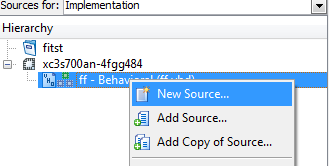 Sources for: Implementation
Hierarchy
fitst
xc3s700an-4fgg484
ff - Behavioral (ff.vhd)
New Source...
Add Source...
Add Copy of Source...